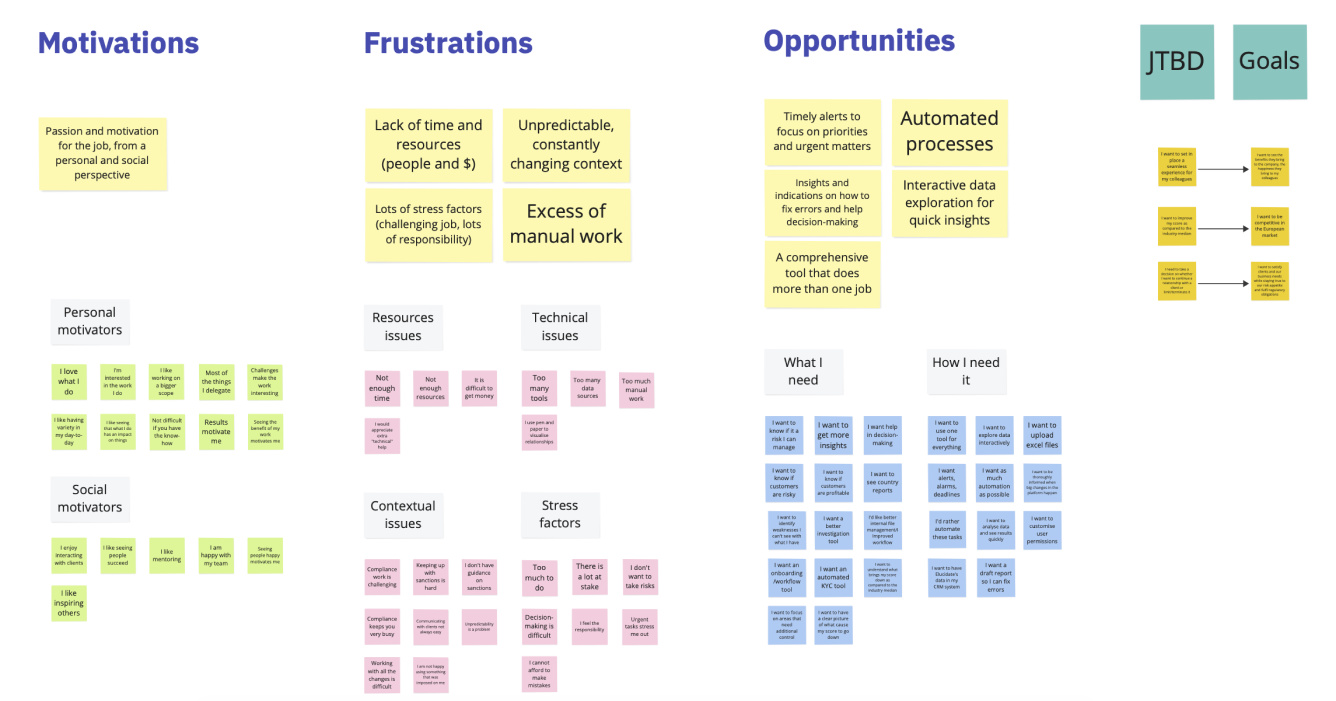 Motivations
Passion and motivation
for the job, from a
personal and social
perspective
Personal
motivators
I love
what I
do
I'm
interested
in the work
I do
I like
working on
a bigger
scope
Most of
the things
I delegate
Challenges
make the
work
interesting
I like having
variety in
my day-to-
day
I like seeing
that what I do
has an impact
on things
Not difficult
if you have
the know-
how
Results
motivate
me
Seeing the
benefit of my
work
motivates me
Social
motivators
I enjoy
interacting
with clients
I like seeing
people
succeed
I like
mentoring
I am
happy with
my team
Seeing
people happy
motivates me
I like
inspiring
others
Frustrations
Lack of time and
resources
(people and $)
Unpredictable,
constantly
changing context
Lots of stress factors
(challenging job, lots
of responsibility)
Excess of
manual work
Resources
issues
Not
enough
time
Not
enough
resources
It is
difficult to
get money
I would
appreciate
extra
"technical"
help
Technical
issues
Too
many
tools
Too many
data
sources
Too much
manual
work
I use pen and
paper to
visualise
relationships
Contextual
issues
Compliance
work is
challenging
Keeping up
with
sanctions is
hard
I don't have
guidance
on
sanctions
Compliance
keeps you
very busy
Communicating
with clients not
always easy
Unpredictability
is a problem
Working
with all the
changes is
difficult
I am not happy
using something
that was
imposed on me
Stress
factors
Too
much to
do
There is
a lot at
stake
I don't
want to
take risks
Decision-
making is
difficult
I feel the
responsibility
Urgent
tasks stress
me out
I cannot
afford to
make
mistakes
Opportunities
Timely alerts to
focus on priorities
and urgent matters
Automated
processes
Insights and
indications on how to
fix errors and help
decision-making
Interactive data
exploration for
quick insights
A comprehensive
tool that does
more than one job
What I
need
I want to
know if it a
risk I can
manage
I want to
get more
insights
I want help
in decision-
making
I want to
know if
customers
are risky
I want to
know if
customers
are profitable
I want to
see country
reports
I want to
identify
weaknesses I
can't see with
what I have
I want a
better
investigation
tool
I'd like better
internal file
management/i
improved
workflow
I want an
onboarding
/workflow
tool
I want an
automated
KYC tool
I want to
understand what
brings my score
down as
compared to the
industry median
I want to focus
on areas that
need
additional
control
I want to have
a clear picture
of what cause
my score to go
down
How I need
it
I want to
use one
tool for
everything
I want to
explore data
interactively
I want to
upload
excel files
I want
alerts,
alarms,
deadlines
I want as
much
automation
as possible
I want to be
thoroughly
informed when
big changes in the
platform happen
I'd rather
automate
these tasks
I want to
analyse data
and see results
quickly
I want to
customise
user
permissions
I want to have
Elucidate's
data in my
CRM system
I want a
draft report
so I can fix
errors
JTBD
Goals
I want to set in
place a
seamless
experience for
my colleagues
I want to see the
benefits they bring
to the company, the
happiness they
bring to my
colleagues
I want to improve
my score as
compared to the
industry median
I want to be
competitive in
the European
market
I need to take a
decision on whether
I want to continue a
relationship with a
client or
I want to satisfy
clients and our
business needs
while staying true to
our risk appetite
and fulfil regulatory
obligations